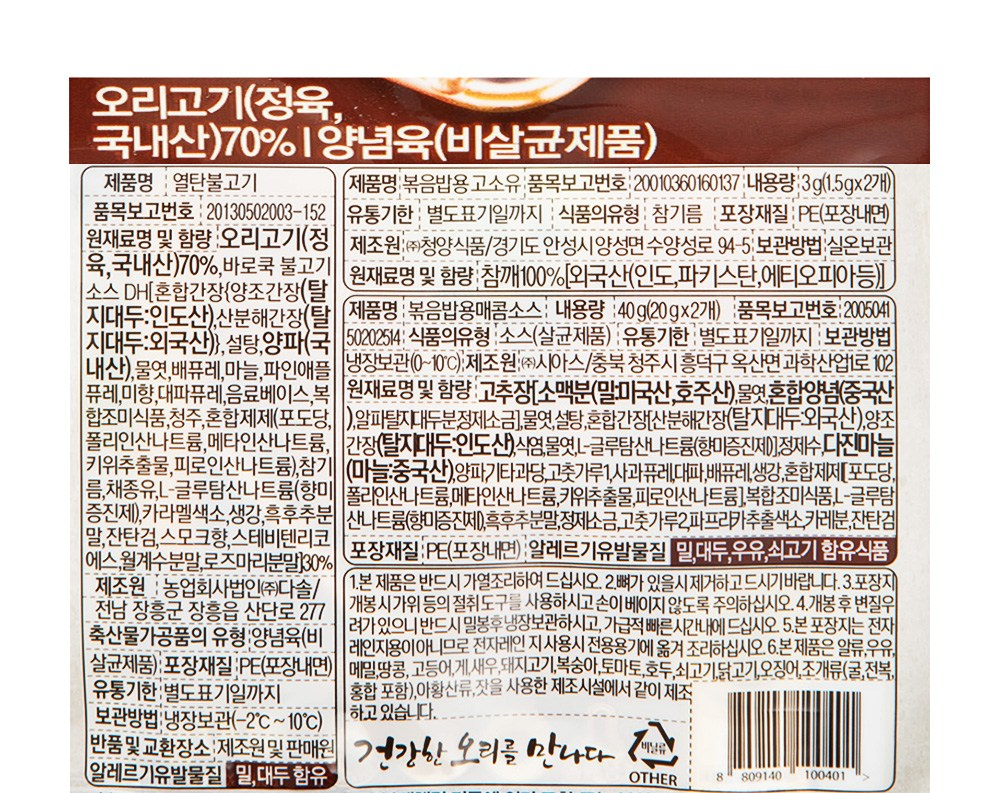 오리고기(정육,
국내산)70% | 양념육(비살균제품)
제품명 열탄불고기
품목보고번호 20130502003-152
원재료명 및 함량 오리고기(정
육,국내산)70%,바로쿡 불고기
소스 DH[혼합간장{양조간장(탈
지대두:인도산),산분해간장(탈
지대두:외국산)},설탕,양파(국
내산),물엿,배퓨레,마늘,파인애플
퓨레,미향,대파퓨레,음료베이스,복
합조미식품,청주,혼합제제(포도당,
폴리인산나트륨,메타인산나트륨,
키위추출물,피로인산나트륨),참기
름,채종유,L-글루탐산나트륨(향미
증진제),카라멜색소,생강,흑후추분
말,잔탄검,스모크향,스테비텐리코
에스,월계수분말,로즈마리분말]30%
제조원 농업회사법인㈜다솔/
전남 장흥군 장흥읍 산단로 277
축산물가공품의 유형 양념육(비
살균제품) 포장재질 PE(포장내면)
유통기한 별도표기일까지
보관방법 냉장보관(-2℃~10℃)
반품 및 교환장소 제조원 및 판매원
알레르기유발물질 밀,대두 함유
제품명 볶음밥용 고소유 품목보고번호 20010360160137 내용량 3g(1.5g×2개)
유통기한 별도표기일까지 식품의유형 참기름 포장재질 PE(포장내면)
제조원 ㈜청양식품/경기도 안성시 양성면 수양성로 94-5 보관방법 실온보관
원재료명 및 함량 참깨100%[외국산(인도,파키스탄,에티오피아등)]
제품명 볶음밥용매콤소스 내용량 40g(20g×2개) 품목보고번호 2005041
50202514 식품의유형 소스(살균제품) 유통기한 별도표기일까지 보관방법
냉장보관(0~10℃) 제조원 ㈜시아스/충북 청주시 흥덕구 옥산면 과학산업1로 102
원재료명 및 함량 고추장[소맥분(밀:미국산,호주산),물엿,혼합양념(중국산
),알파탈지대두분,정제소금],물엿,설탕,혼합간장[산분해간장(탈지대두:외국산),양조
간장(탈지대두:인도산),식염,물엿,L-글루탐산나트륨(향미증진제)],정제수,다진마늘
(마늘:중국산),양파,기타과당,고춧가루1,사과퓨레,대파,배퓨레,생강,혼합제제[포도당,
폴리인산나트륨,메타인산나트륨,키위추출물,피로인산나트륨],복합조미식품,L-글루탐
산나트륨(향미증진제),흑후추분말,정제소금,고춧가루2,파프리카추출색소,카레분,잔탄검
포장재질 PE(포장내면) 알레르기유발물질 밀,대두,우유,쇠고기 함유식품
1.본 제품은 반드시 가열조리하여 드십시오. 2.뼈가 있을시 제거하고 드시기 바랍니다. 3.포장지
개봉시 가위 등의 절취 도구를 사용하시고 손이 베이지 않도록 주의하십시오. 4.개봉 후 변질우
려가 있으니 반드시 밀봉후 냉장보관하시고, 가급적 빠른 시간내에 드십시오. 5.본 포장지는 전자
레인지용이 아니므로 전자레인지 사용시 전용용기에 옮겨 조리하십시오. 6.본 제품은 알류,우유,
메밀,땅콩, 고등어,게,새우,돼지고기,복숭아,토마토,호두,쇠고기,닭고기,오징어,조개류(굴,전복,
홍합 포함),아황산류,잣을 사용한 제조시설에서 같이 제조
하고 있습니다.
건강한 오리를 만나다
비닐류
OTHER
8 809140 100401 >